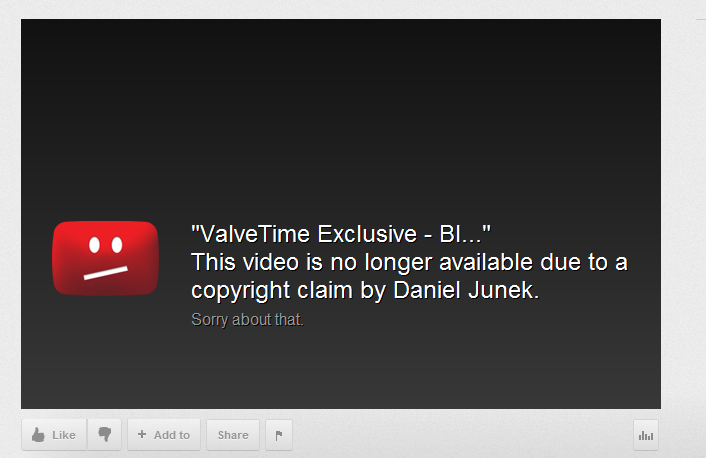 "ValveTime Exclusive - Bl..."
This video is no longer available due to a
copyright claim by Daniel Junek.
Sorry about that.
Like + Add to Share